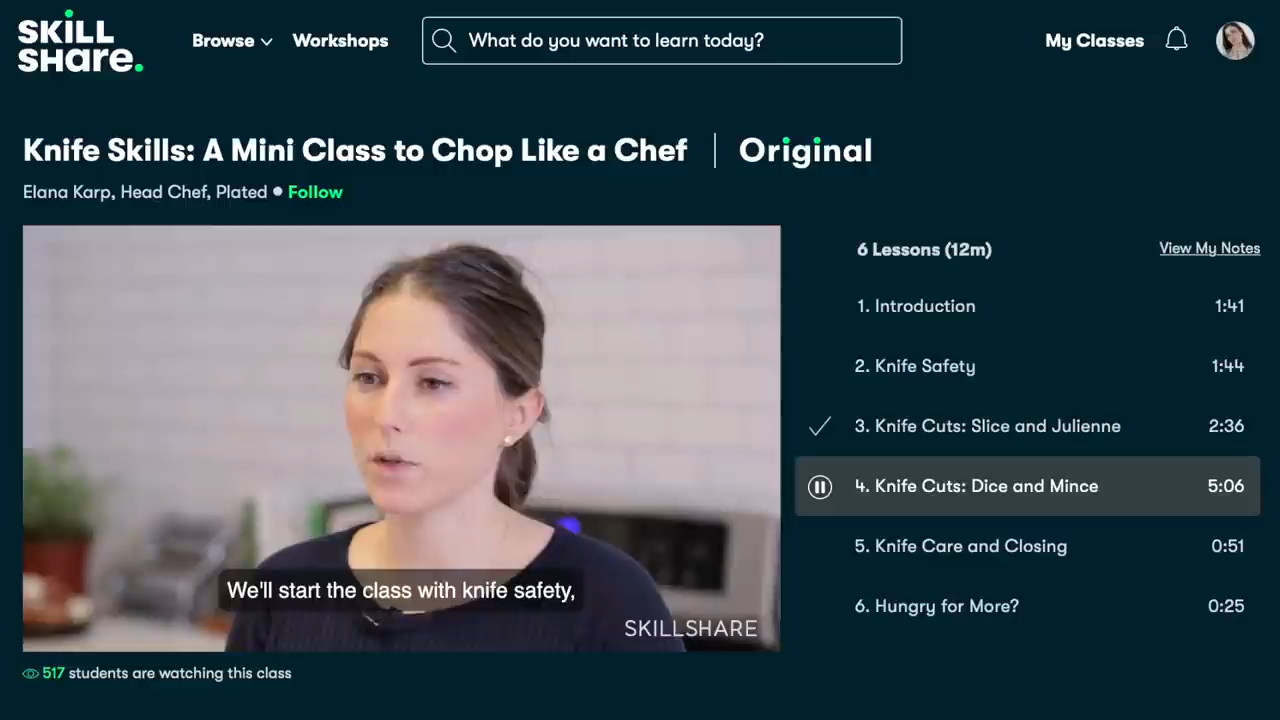 SKILL
SHare.
Browse
Workshops
What do you want to learn today?
My Classes
Knife Skills: A Mini Class to Chop Like a Chef | Original
Elana Karp, Head Chef, Plated • Follow
We'll start the class with knife safety,
SKILLSHARE
517 students are watching this class
6 Lessons (12m)
View My Notes
1. Introduction 1:41
2. Knife Safety 1:44
3. Knife Cuts: Slice and Julienne 2:36
4. Knife Cuts: Dice and Mince 5:06
5. Knife Care and Closing 0:51
6. Hungry for More? 0:25